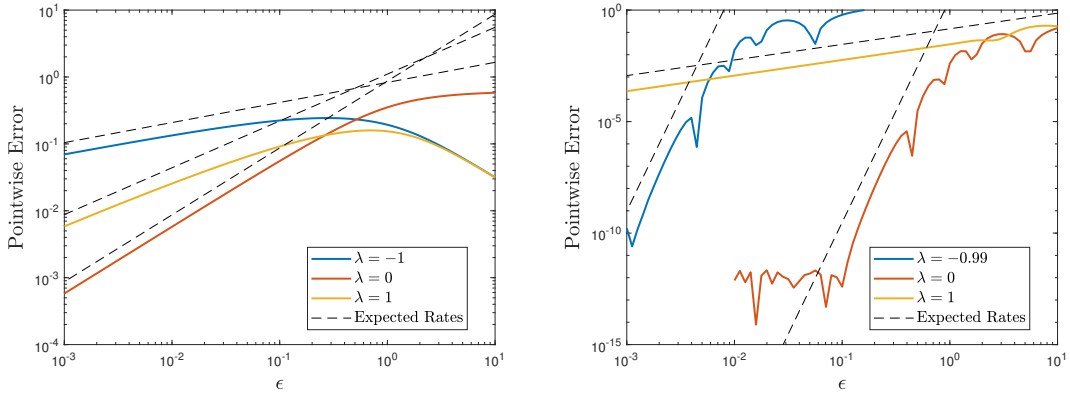 10^1
10^0
10^-1
10^-2
10^-3
10^-4
Pointwise Error
10^-3
10^-2
10^-1
10^0
10^1
ϵ
λ = −1
λ = 0
λ = 1
Expected Rates
10^0
10^-5
10^-10
10^-15
Pointwise Error
10^-3
10^-2
10^-1
10^0
10^1
ϵ
λ = −0.99
λ = 0
λ = 1
Expected Rates